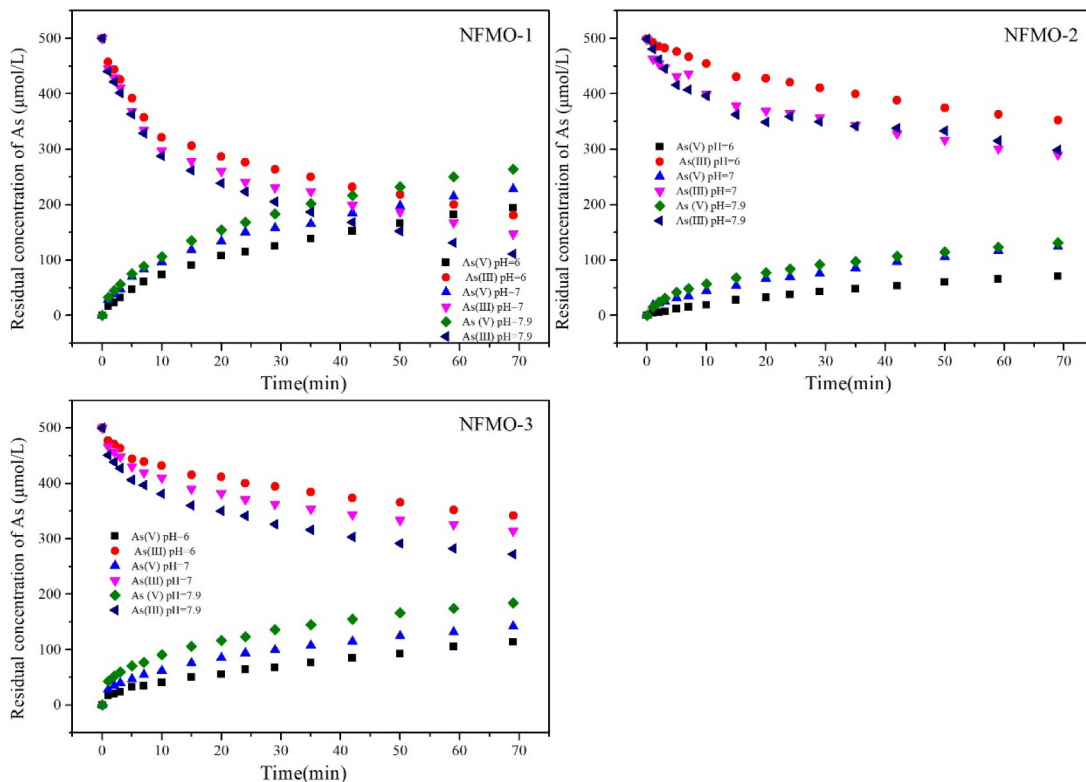 NFMO-1
Residual concentration of As (μmol/L)
500
400
300
200
100
0
As(V) pH=6
As(III) pH=6
As(V) pH=7
As(III) pH=7
As (V) pH=7.9
As(III) pH=7.9
0 10 20 30 40 50 60 70
Time(min)
NFMO-2
Residual concentration of As (μmol/L)
500
400
300
200
100
0
As(V) pH=6
As(III) pH=6
As(V) pH=7
As(III) pH=7
As (V) pH=7.9
As(III) pH=7.9
0 10 20 30 40 50 60 70
Time(min)
NFMO-3
Residual concentration of As (μmol/L)
500
400
300
200
100
0
As(V) pH=6
As(III) pH=6
As(V) pH=7
As(III) pH=7
As (V) pH=7.9
As(III) pH=7.9
0 10 20 30 40 50 60 70
Time(min)